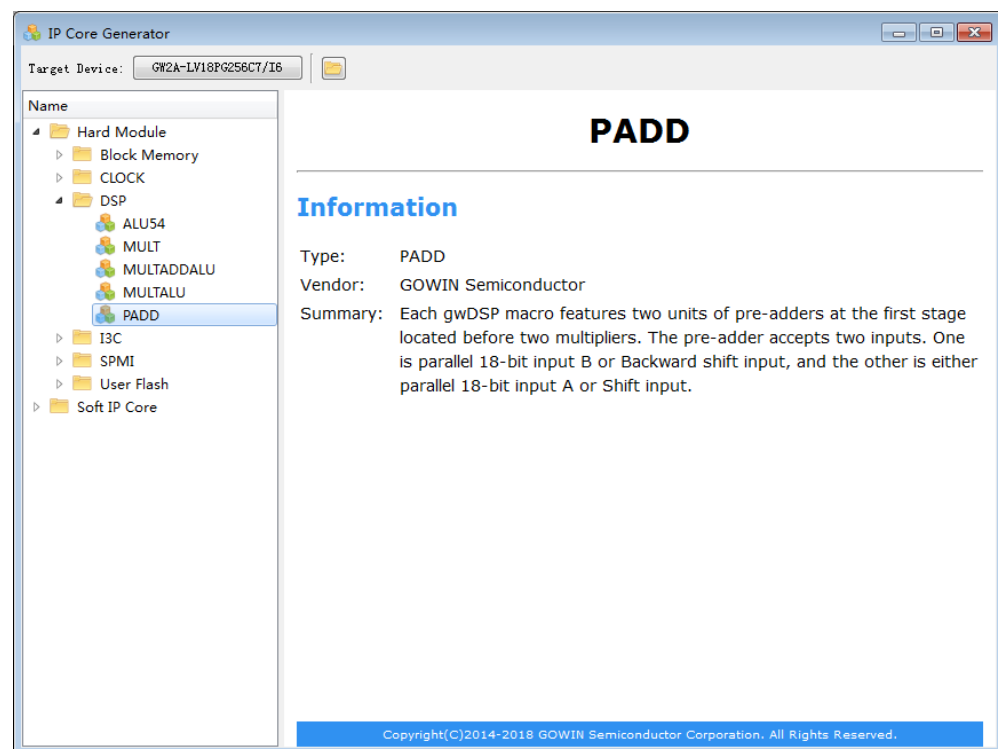 IP Core Generator
Target Device: GW2A-LV18PG256C7/I6
Name
Hard Module
Block Memory
CLOCK
DSP
ALU54
MULT
MULTADDALU
MULTALU
PADD
I3C
SPMI
User Flash
Soft IP Core
PADD
Information
Type: PADD
Vendor: GOWIN Semiconductor
Summary: Each gwDSP macro features two units of pre-adders at the first stage
located before two multipliers. The pre-adder accepts two inputs. One
is parallel 18-bit input B or Backward shift input, and the other is either
parallel 18-bit input A or Shift input.
Copyright(C)2014-2018 GOWIN Semiconductor Corporation. All Rights Reserved.